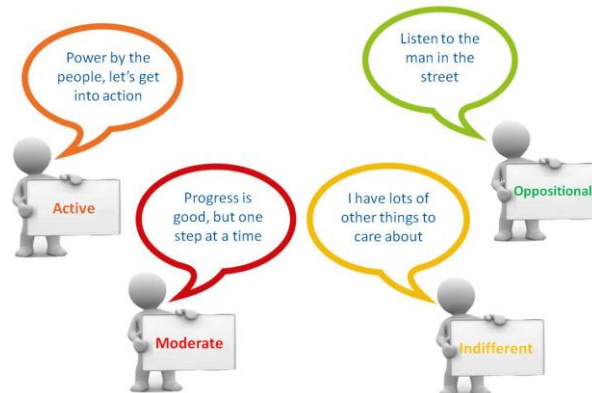 Power by the
people, let's get
into action
Active
Listen to the
man in the
street
Oppositional
Progress is
good, but one
step at a time
Moderate
I have lots of
other things to
care about
Indifferent